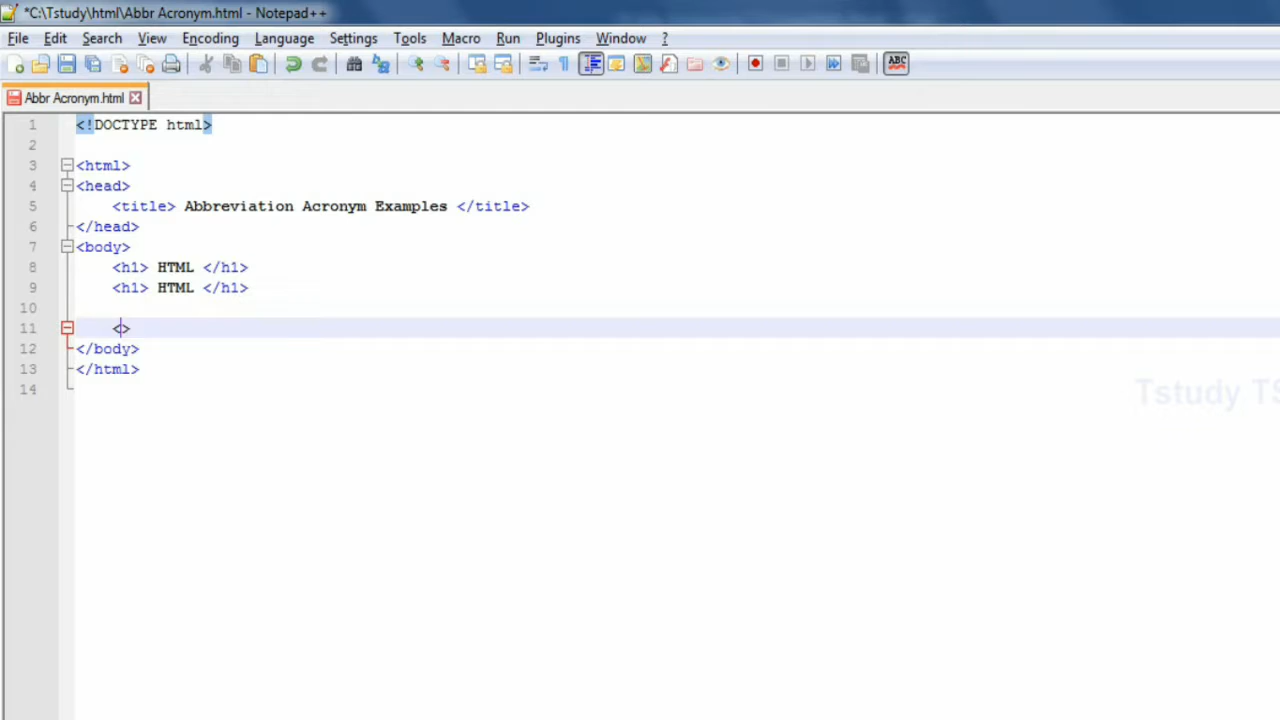 *C:\Tstudy\html\Abbr Acronym.html - Notepad++
File Edit Search View Encoding Language Settings Tools Macro Run Plugins Window ?
ABC
Abbr Acronym.html
1 <!DOCTYPE html>
2
3 <html>
4 <head>
5 <title> Abbreviation Acronym Examples </title>
6 </head>
7 <body>
8 <h1> HTML </h1>
9 <h1> HTML </h1>
10
11 <>
12 </body>
13 </html>
14
Tstudy TS